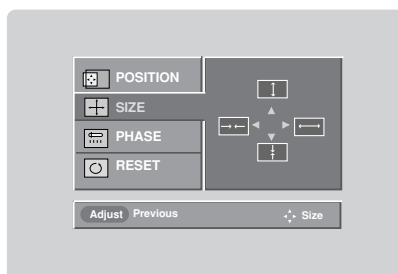 POSITION
SIZE
PHASE
RESET
Adjust Previous Size